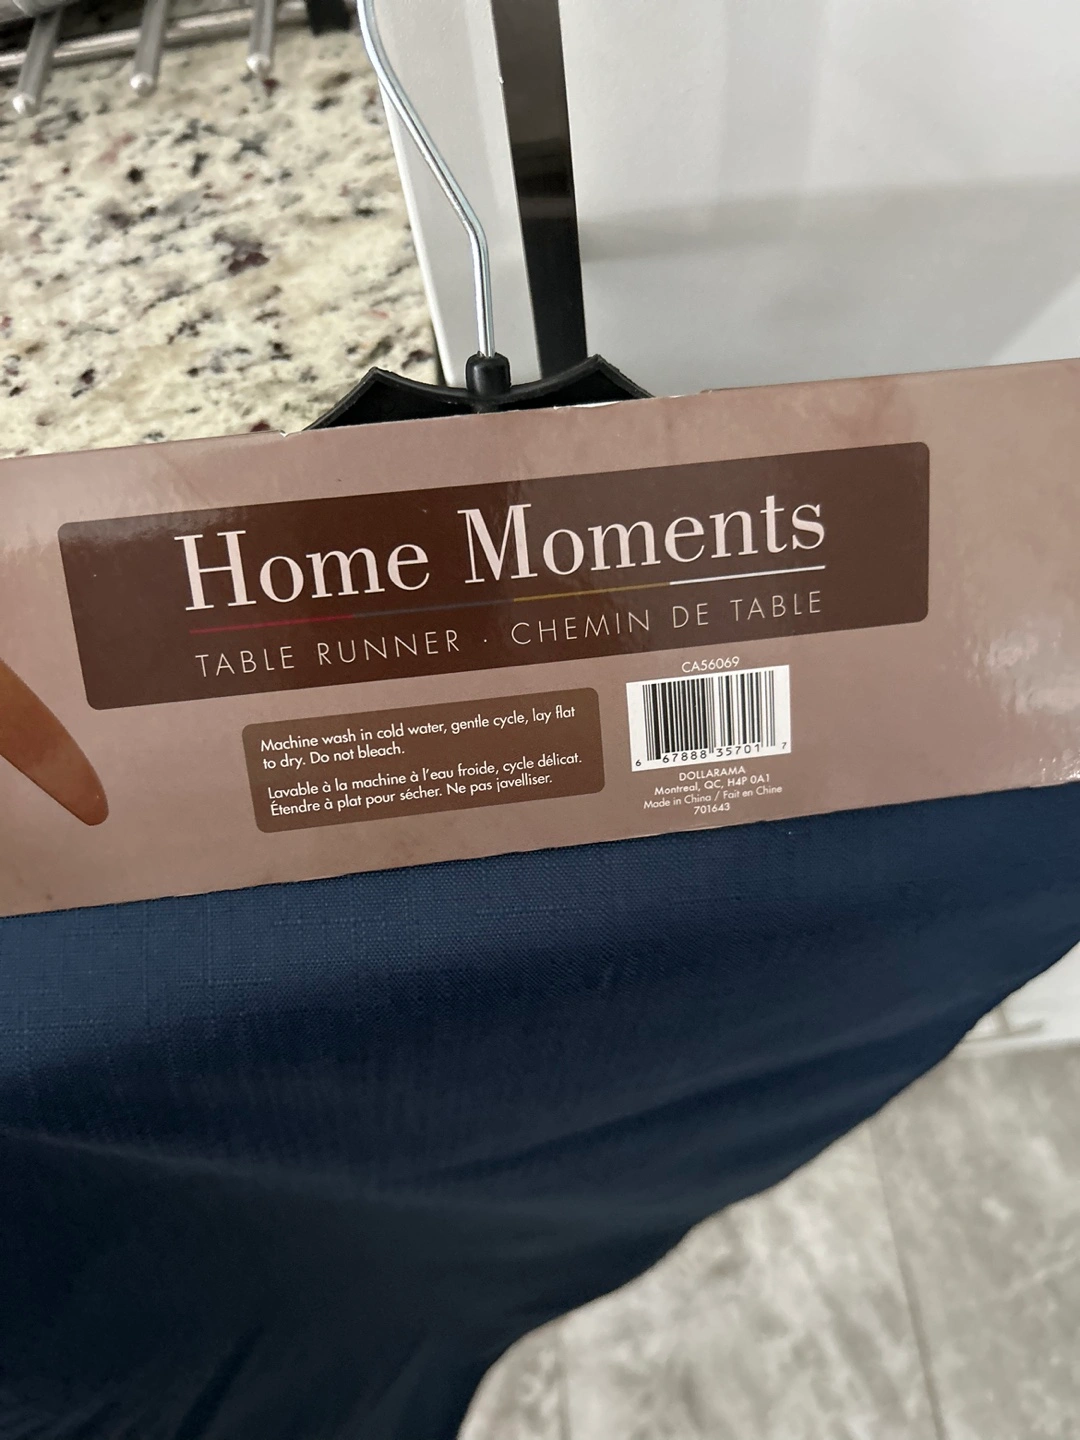 Home Moments
TABLE RUNNER · CHEMIN DE TABLE
Machine wash in cold water, gentle cycle, lay flat
to dry. Do not bleach.
Lavable à la machine à l'eau froide, cycle délicat.
Étendre à plat pour sécher. Ne pas javelliser.
CA56069
6 67888 35701 7
DOLLARAMA
Montreal, QC, H4P 0A1
Made in China / Fait en Chine
701643